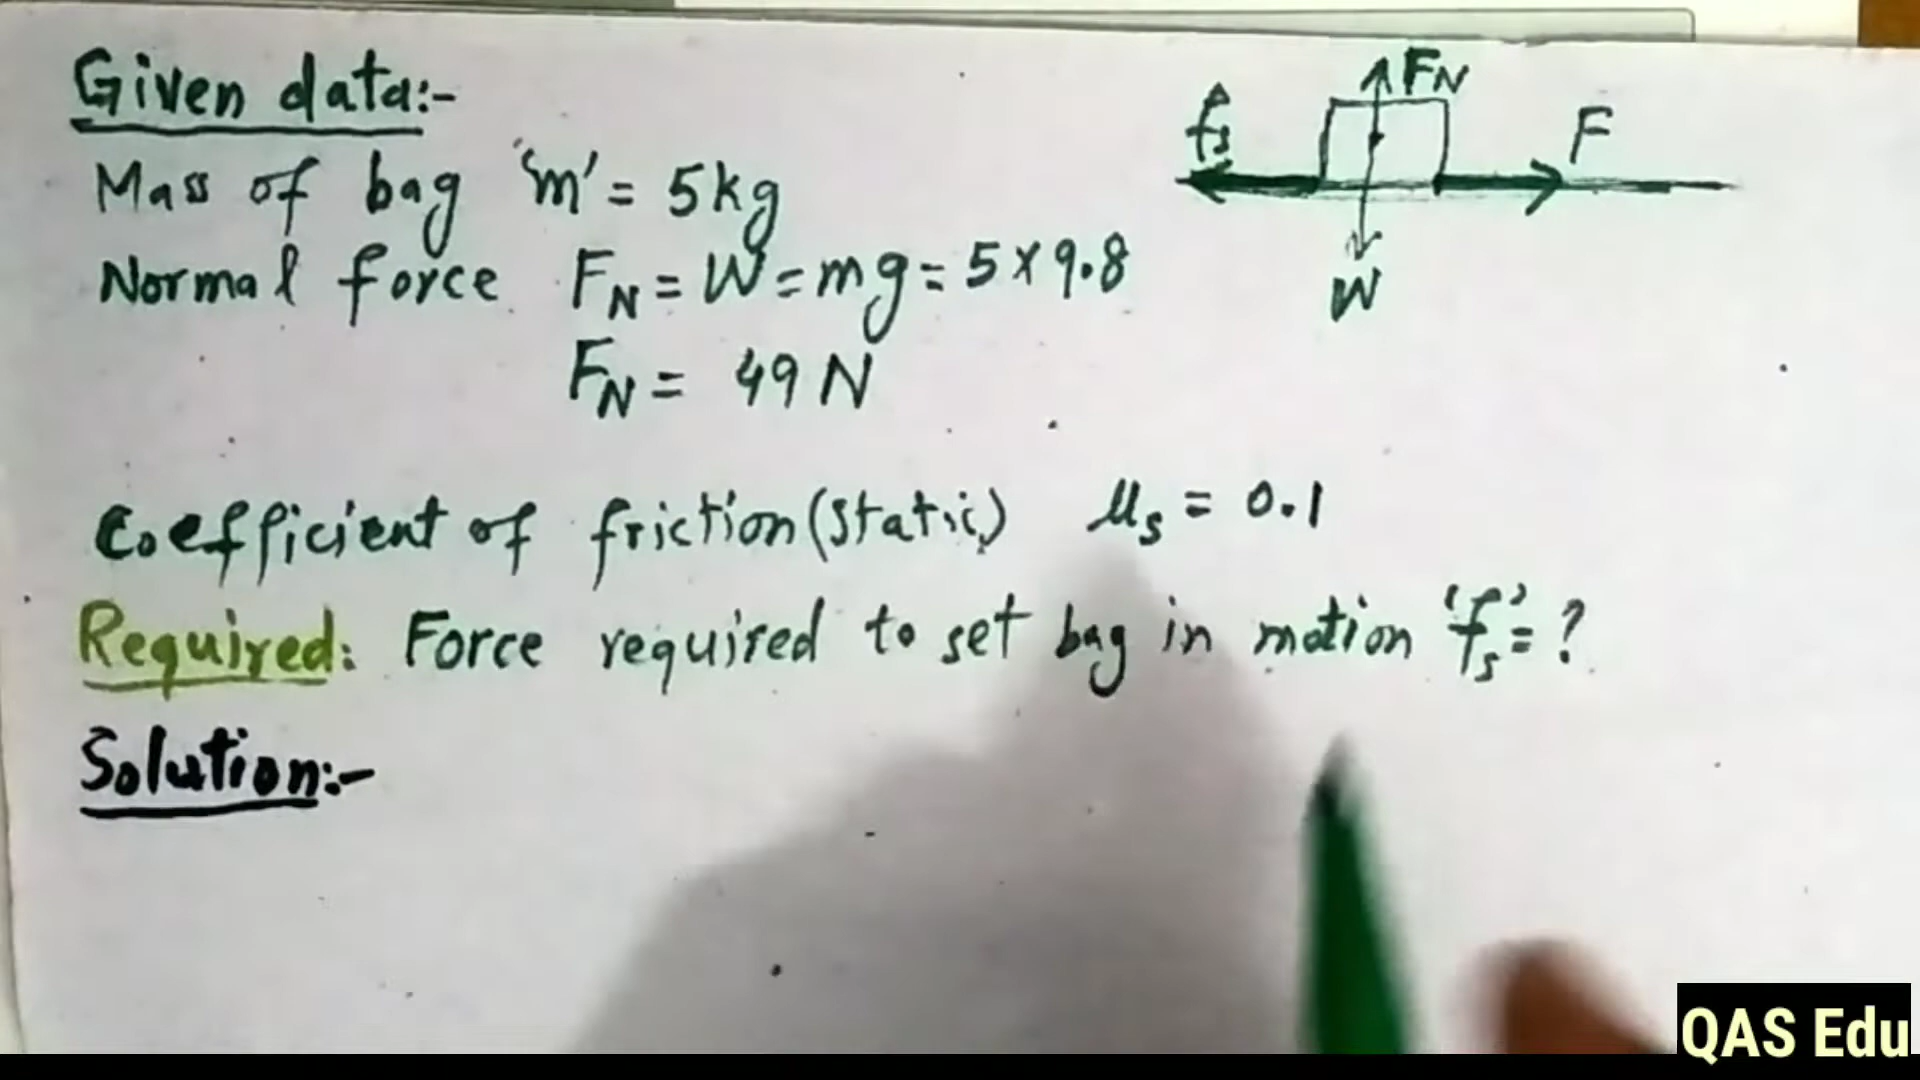 Given data:-
Mass of bag 'm' = 5kg
Normal force FN = W = mg = 5 × 9.8
FN = 49 N
FN
fs
F
W
Coefficient of friction (static) μs = 0.1
Required: Force required to set bag in motion 'fs' = ?
Solution:-
QAS Edu